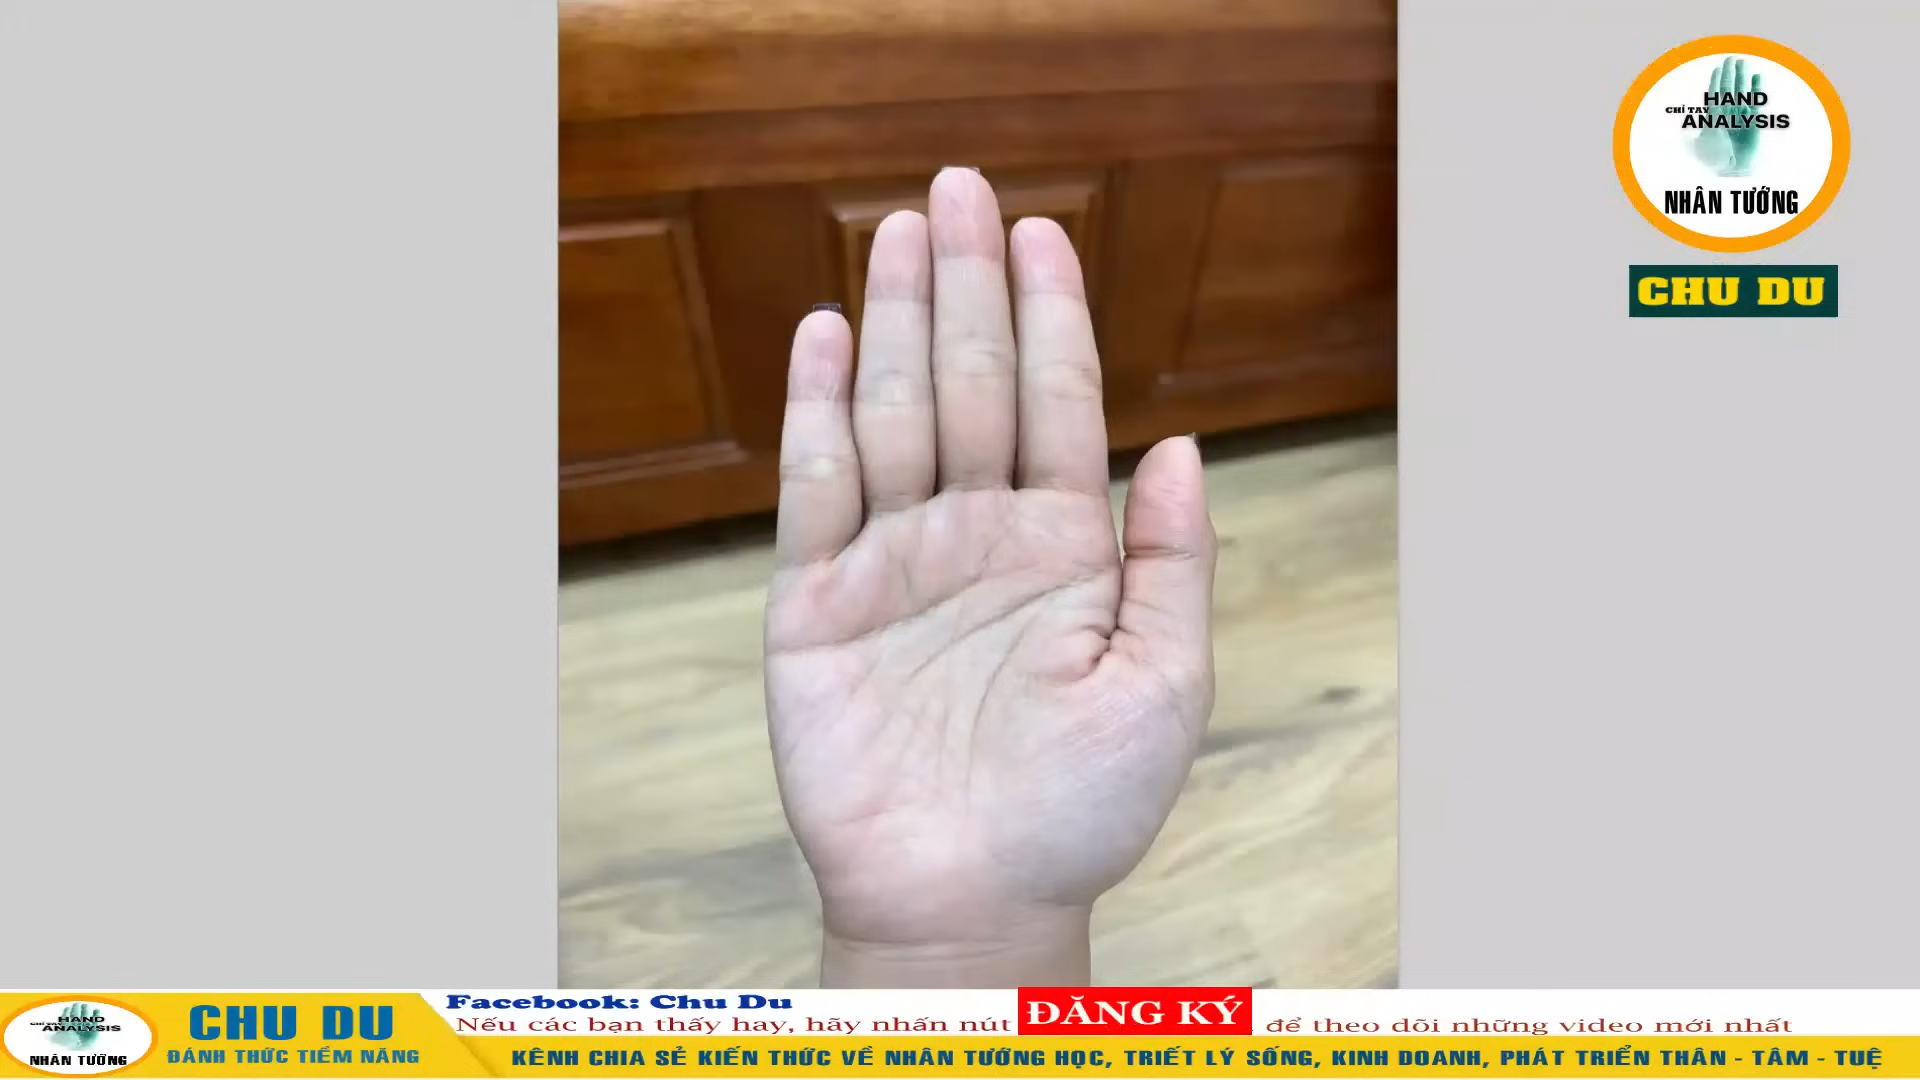 HAND
CHỈ TAY
ANALYSIS
NHÂN TƯỚNG
CHU DU
HAND
CHỈ TAY
ANALYSIS
NHÂN TƯỚNG
CHU DU
ĐÁNH THỨC TIỀM NĂNG
Facebook: Chu Du
Nếu các bạn thấy hay, hãy nhấn nút ĐĂNG KÝ để theo dõi những video mới nhất
KÊNH CHIA SẺ KIẾN THỨC VỀ NHÂN TƯỚNG HỌC, TRIẾT LÝ SỐNG, KINH DOANH, PHÁT TRIỂN THÂN - TÂM - TUỆ